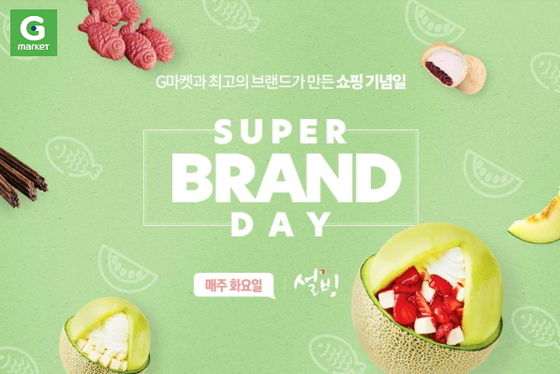 G
market
G마켓과 최고의 브랜드가 만든 쇼핑 기념일
SUPER
BRAND
DAY
매주 화요일
설빙